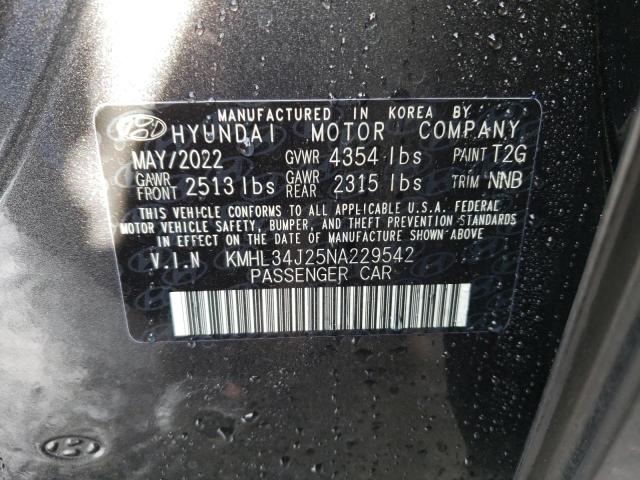 MANUFACTURED IN KOREA BY
HYUNDAI MOTOR COMPANY
MAY/2022 GVWR 4354 lbs PAINT T2G
GAWR FRONT 2513 lbs GAWR REAR 2315 lbs TRIM NNB
THIS VEHICLE CONFORMS TO ALL APPLICABLE U.S.A. FEDERAL
MOTOR VEHICLE SAFETY, BUMPER, AND THEFT PREVENTION STANDARDS
IN EFFECT ON THE DATE OF MANUFACTURE SHOWN ABOVE
V.I.N KMHL34J25NA229542
PASSENGER CAR